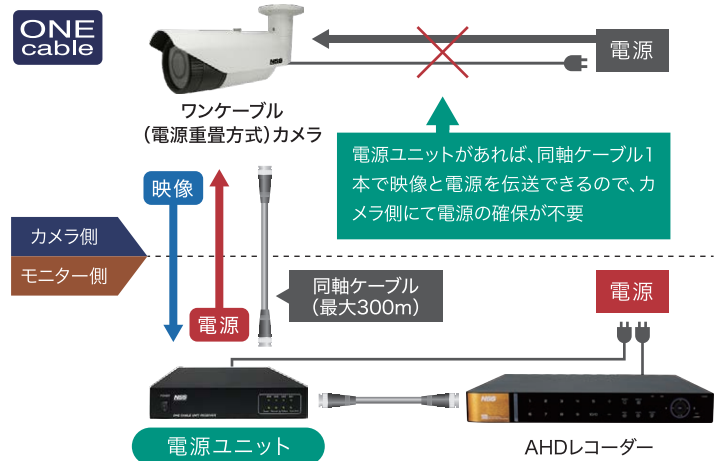 ONE
cable
電源
ワンケーブル
（電源重畳方式）カメラ
電源ユニットがあれば、同軸ケーブル1
本で映像と電源を伝送できるので、カ
メラ側にて電源の確保が不要
映像
カメラ側
モニター側
電源
同軸ケーブル
（最大300m）
電源
NSS
NSS
電源ユニット
AHDレコーダー